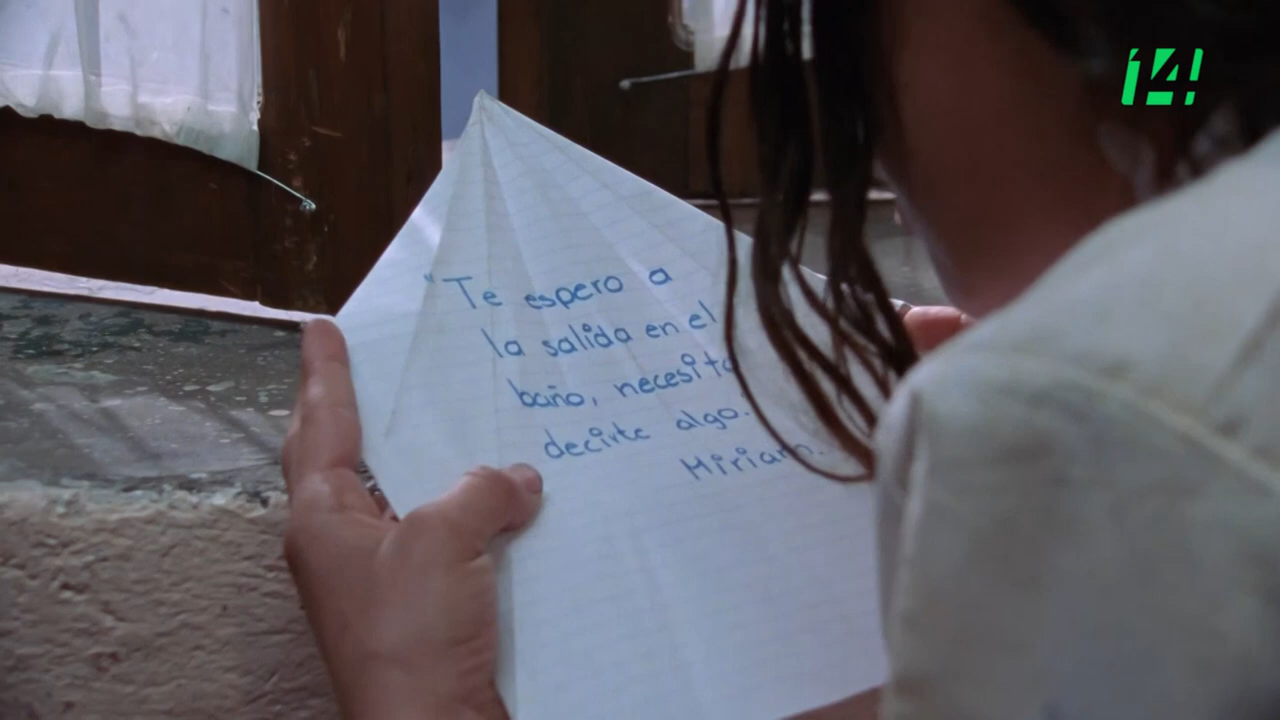 14!
"Te espero a
la salida en el
baño, necesito
decirte algo.
Miriam.